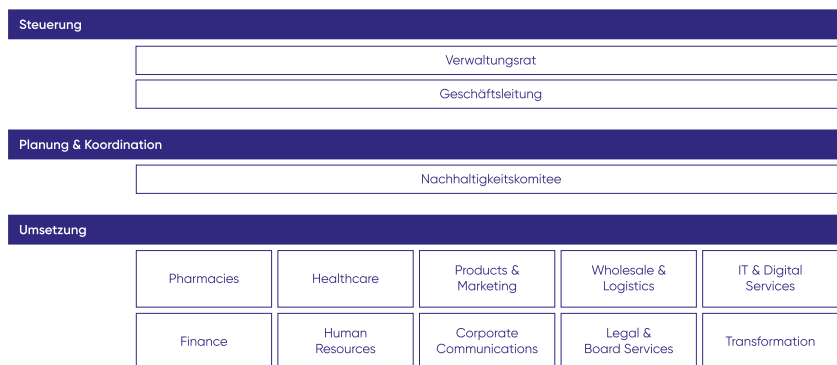 Steuerung
Verwaltungsrat
Geschäftsleitung
Planung & Koordination
Nachhaltigkeitskomitee
Umsetzung
Pharmacies
Healthcare
Products &
Marketing
Wholesale &
Logistics
IT & Digital
Services
Finance
Human
Resources
Corporate
Communications
Legal &
Board Services
Transformation